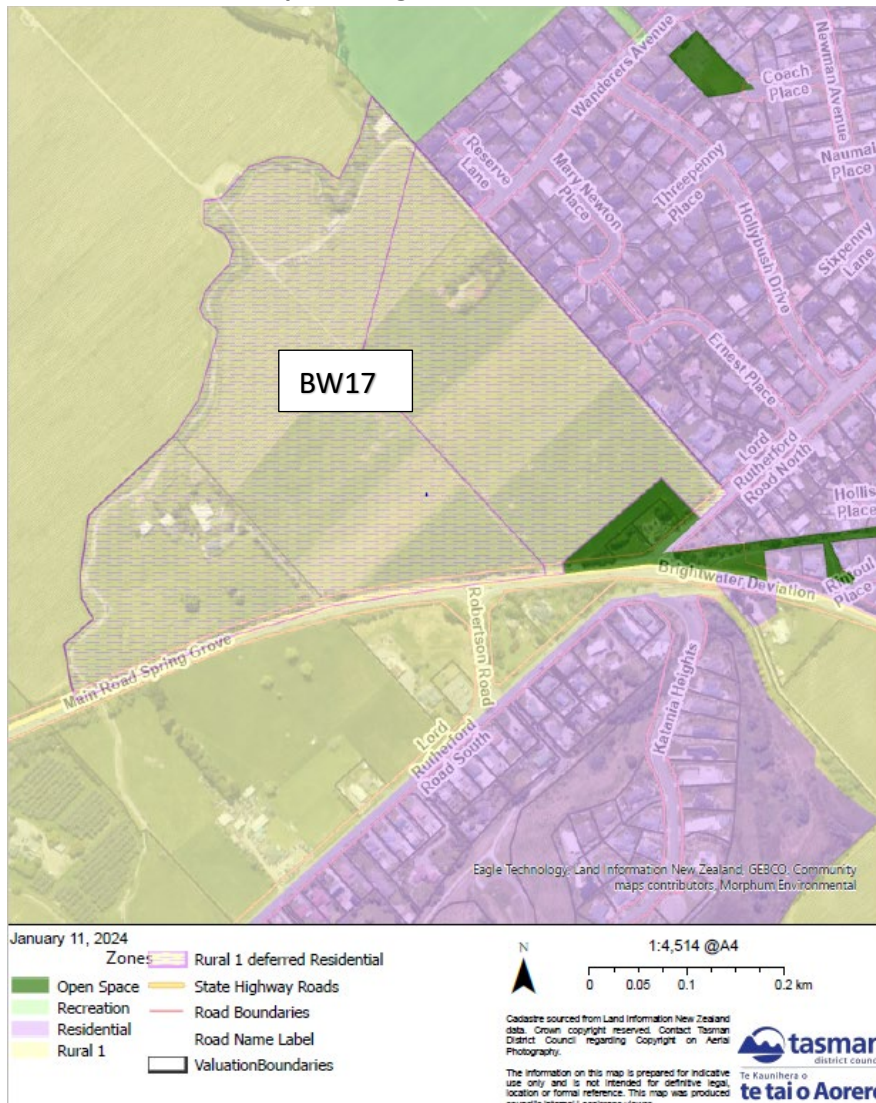 Wanderers Avenue
Coach
Place
Newman Avenue
Reserve
Lane
Mary Newton
Place
Threepenny
Place
Naumai
Place
Hollybush Drive
Sixpenny
Lane
BW17
Ernest Place
Lord
Rutherford
Road North
Hollis
Place
Brightwater Deviation
Rintoul
Place
Robertson Road
Main Road Spring Grove
Katania Heights
Lord
Rutherford
Road South
Eagle Technology, Land Information New Zealand, GEBCO, Community
maps contributors, Morphum Environmental
January 11, 2024
Zones
Open Space
Recreation
Residential
Rural 1
Rural 1 deferred Residential
State Highway Roads
Road Boundaries
Road Name Label
ValuationBoundaries
N
1:4,514 @A4
0 0.05 0.1 0.2 km
Cadastre sourced from Land Information New Zealand
data. Crown copyright reserved. Contact Tasman
District Council regarding Copyright on Aerial
Photography.
The information on this map is prepared for indicative
use only and is not intended for definitive legal,
location or formal reference. This map was produced
tasman
district council
Te Kaunihera o
te tai o Aorere